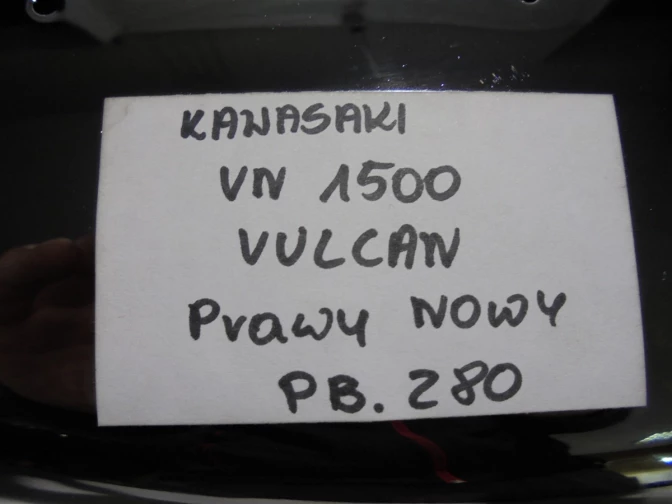 KAWASAKI
VN 1500
VULCAN
Prawy NOWY
PB. 280